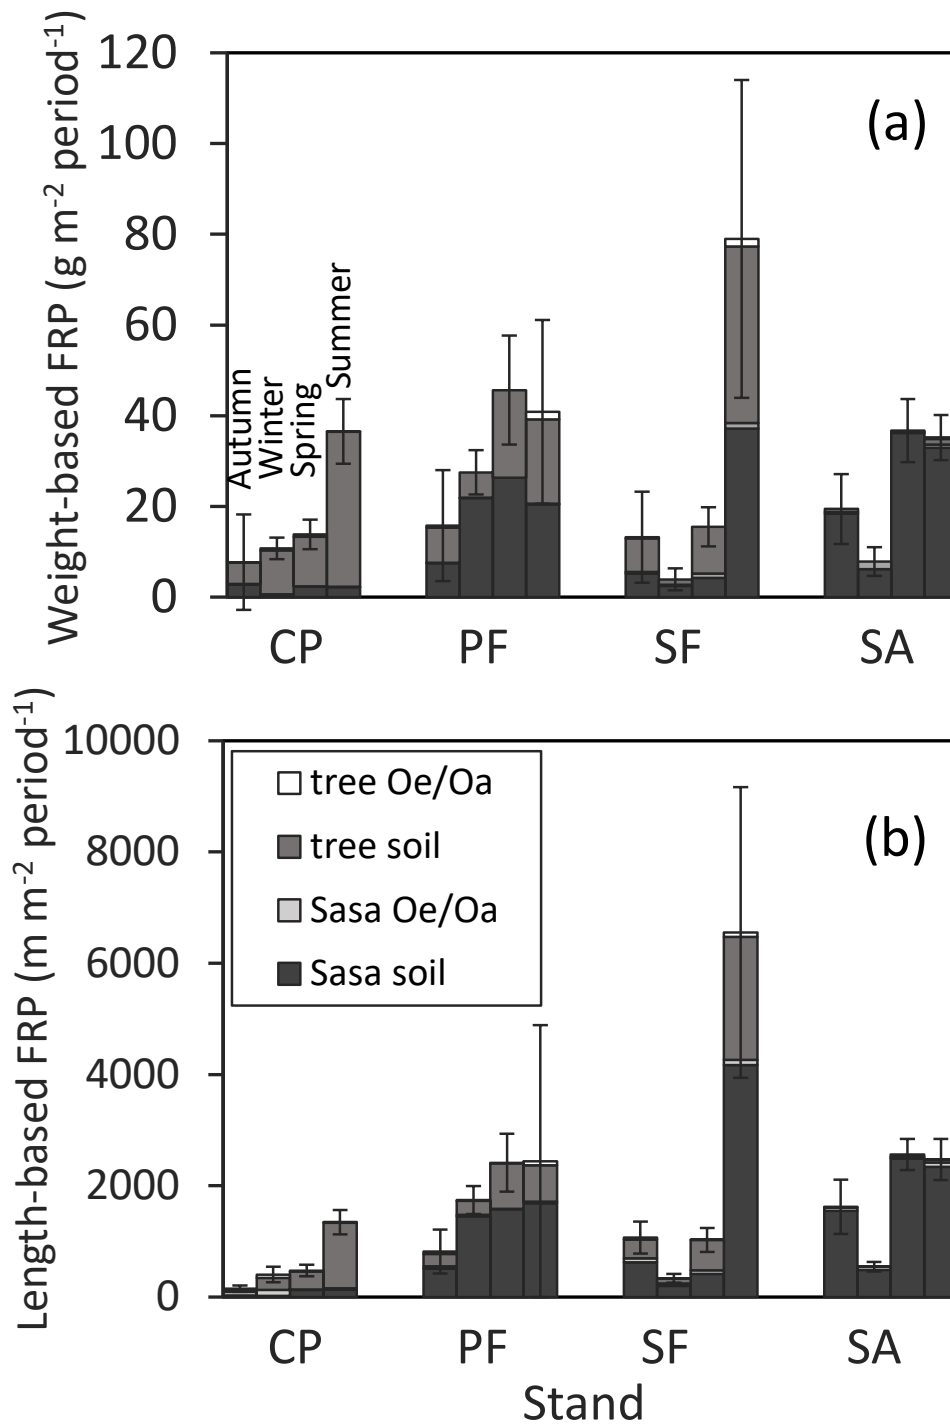 Weight-based FRP (g m⁻² period⁻¹)
120
100
80
60
40
20
0
(a)
Autumn
Winter
Spring
Summer
CP
PF
SF
SA
Length-based FRP (m m⁻² period⁻¹)
10000
8000
6000
4000
2000
0
tree Oe/Oa
tree soil
Sasa Oe/Oa
Sasa soil
(b)
CP
PF
SF
SA
Stand